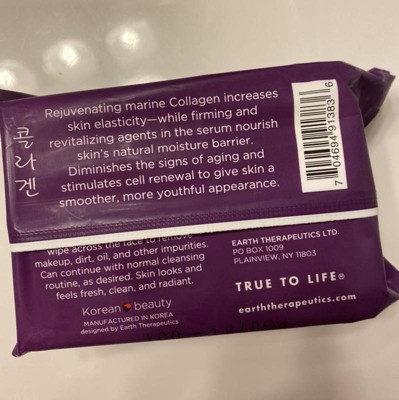 Rejuvenating marine Collagen increases
skin elasticity—while firming and
revitalizing agents in the serum nourish
skin's natural moisture barrier.
Diminishes the signs of aging and
stimulates cell renewal to give skin a
smoother, more youthful appearance.
콜라겐
7 04694 91383 6
wipe across the face to remove
makeup, dirt, oil, and other impurities.
Can continue with normal cleansing
routine, as desired. Skin looks and
feels fresh, clean, and radiant.
Korean beauty
MANUFACTURED IN KOREA
designed by Earth Therapeutics
EARTH THERAPEUTICS LTD.
PO BOX 1009
PLAINVIEW, NY 11803
TRUE TO LIFE®
earththerapeutics.com